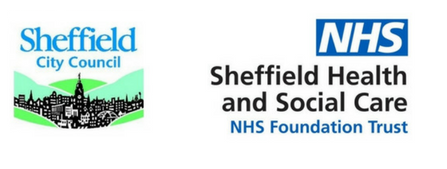 Sheffield
City Council
NHS
Sheffield Health
and Social Care
NHS Foundation Trust